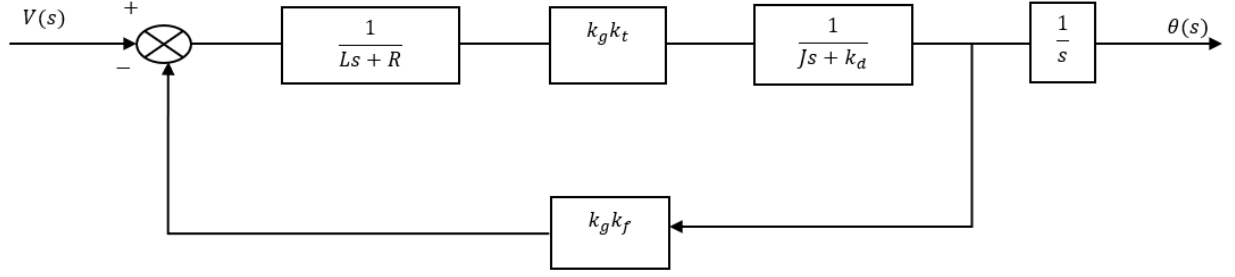 V(s)
+
−
1
Ls + R
k_g k_t
1
Js + k_d
1
s
θ(s)
k_g k_f